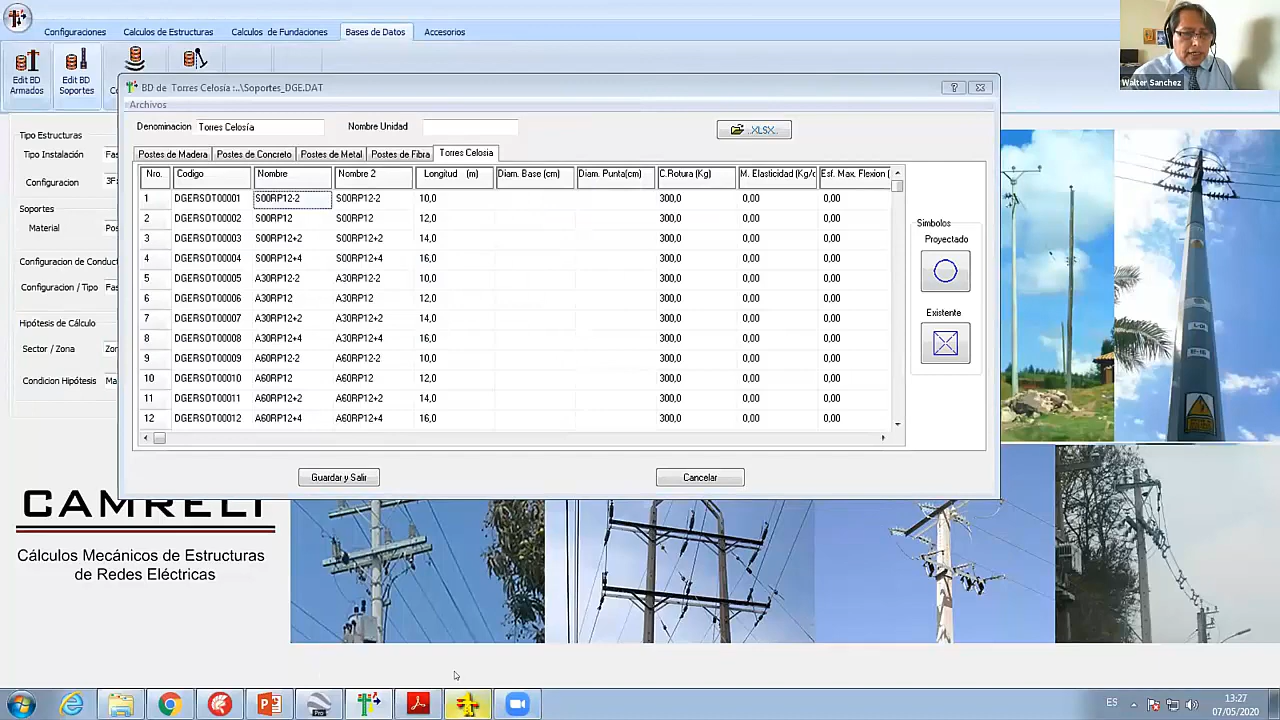 Configuraciones Calculos de Estructuras Calculos de Fundaciones Bases de Datos Accesorios
Edit BD Armados
Edit BD Soportes
Walter Sanchez
BD de Torres Celosia :..\Soportes_DGE.DAT
Archivos
Denominacion Torres Celosía Nombre Unidad .XLSX.
Postes de Madera Postes de Concreto Postes de Metal Postes de Fibra Torres Celosia
Nro. Codigo Nombre Nombre 2 Longitud (m) Diam. Base (cm) Diam. Punta(cm) C.Rotura (Kg) M. Elasticidad (Kg/c Esf. Max. Flexion (
1 DGERSOT00001 S00RP12-2 S00RP12-2 10,0 300,0 0,00 0,00
2 DGERSOT00002 S00RP12 S00RP12 12,0 300,0 0,00 0,00
3 DGERSOT00003 S00RP12+2 S00RP12+2 14,0 300,0 0,00 0,00
4 DGERSOT00004 S00RP12+4 S00RP12+4 16,0 300,0 0,00 0,00
5 DGERSOT00005 A30RP12-2 A30RP12-2 10,0 300,0 0,00 0,00
6 DGERSOT00006 A30RP12 A30RP12 12,0 300,0 0,00 0,00
7 DGERSOT00007 A30RP12+2 A30RP12+2 14,0 300,0 0,00 0,00
8 DGERSOT00008 A30RP12+4 A30RP12+4 16,0 300,0 0,00 0,00
9 DGERSOT00009 A60RP12-2 A60RP12-2 10,0 300,0 0,00 0,00
10 DGERSOT00010 A60RP12 A60RP12 12,0 300,0 0,00 0,00
11 DGERSOT00011 A60RP12+2 A60RP12+2 14,0 300,0 0,00 0,00
12 DGERSOT00012 A60RP12+4 A60RP12+4 16,0 300,0 0,00 0,00
Simbolos
Proyectado
Existente
Guardar y Salir Cancelar
Tipo Estructuras
Tipo Instalación Fas
Configuracion 3F
Soportes
Material Pos
Configuracion de Conduct
Configuracion / Tipo Fas
Hipótesis de Cálculo
Sector / Zona Zon
Condicion Hipótesis Ma
CAMRELI
Cálculos Mecánicos de Estructuras
de Redes Eléctricas
Pro
ES
13:27
07/05/2020